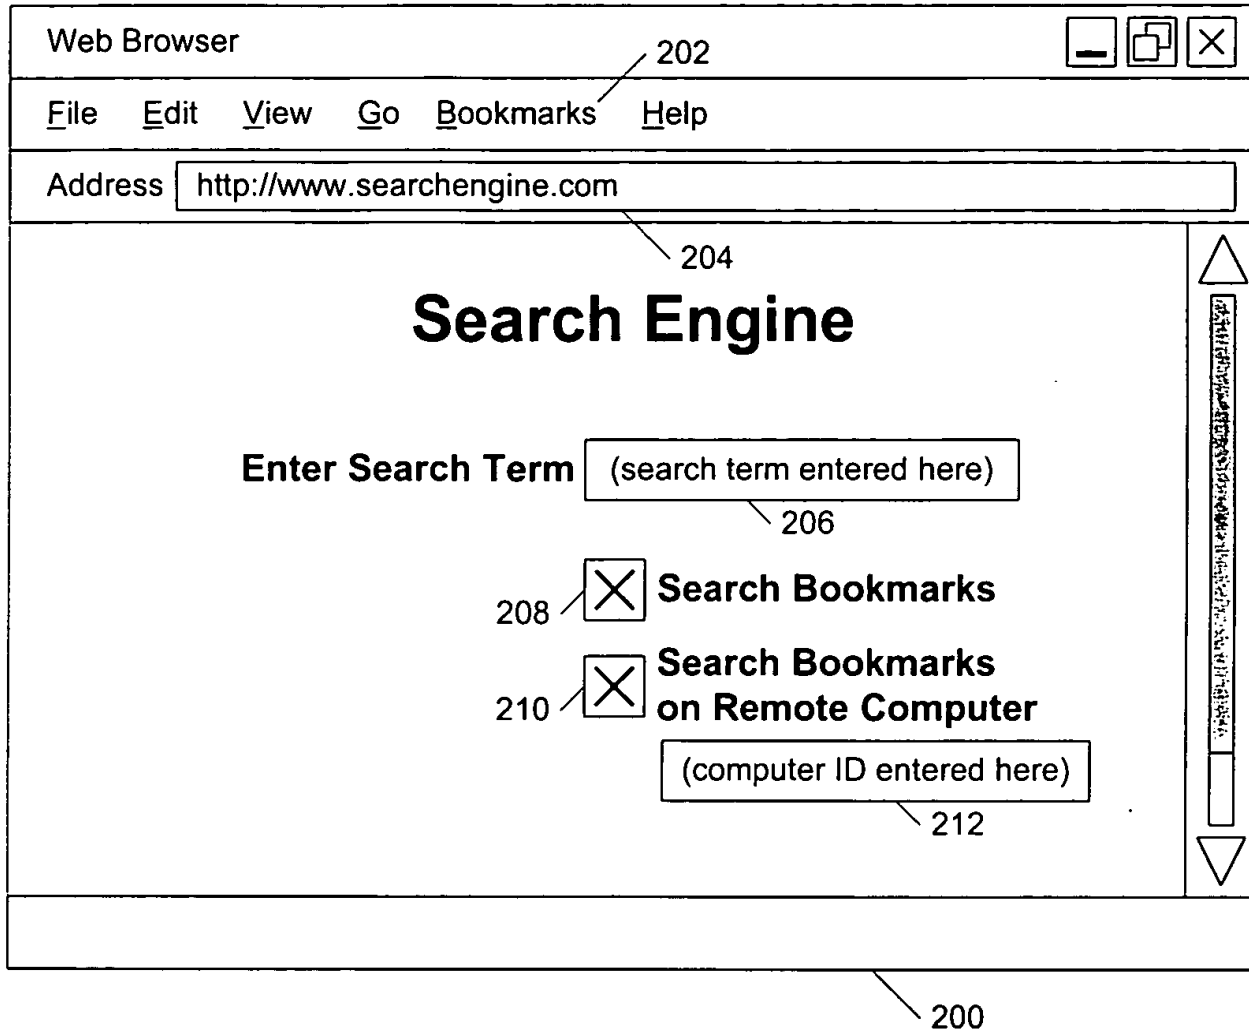 Web Browser
202
File Edit View Go Bookmarks Help
Address http://www.searchengine.com
204
Search Engine
Enter Search Term (search term entered here)
206
208 Search Bookmarks
210 Search Bookmarks
on Remote Computer
(computer ID entered here)
212
200